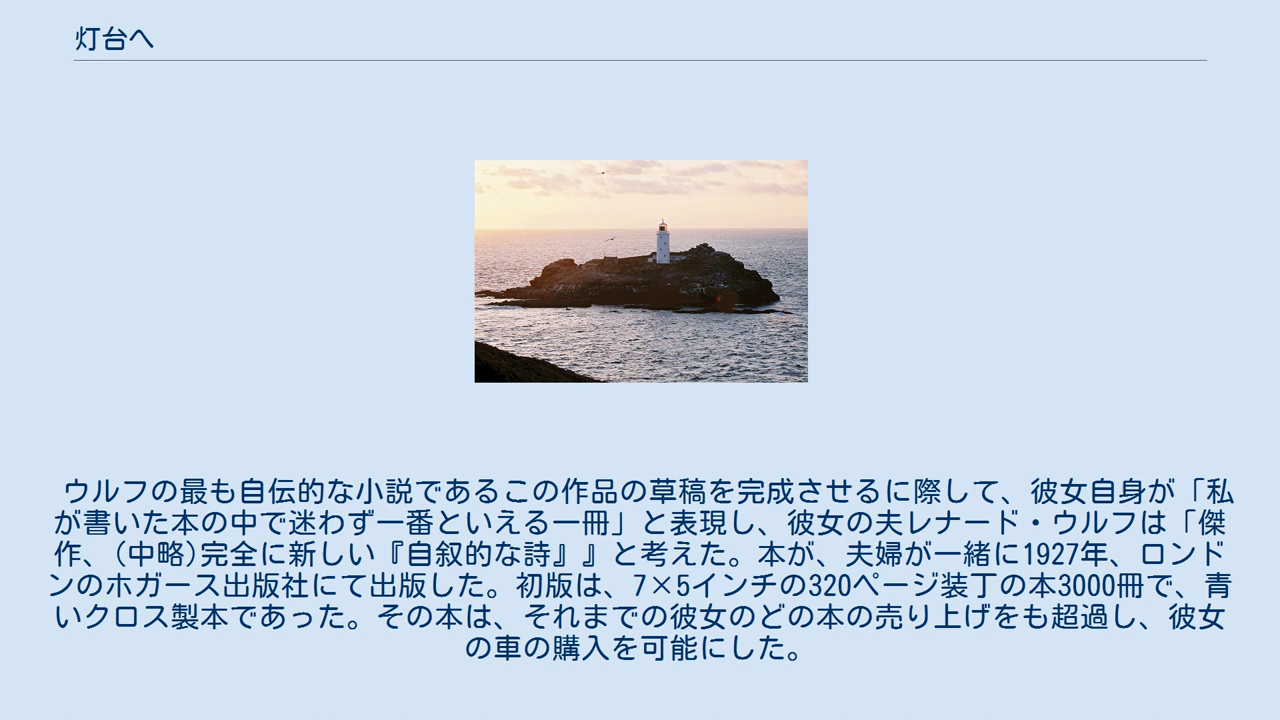 灯台へ
ウルフの最も自伝的な小説であるこの作品の草稿を完成させるに際して、彼女自身が「私
が書いた本の中で迷わず一番といえる一冊」と表現し、彼女の夫レナード・ウルフは「傑
作、(中略)完全に新しい『自叙的な詩』』と考えた。本が、夫婦が一緒に1927年、ロンド
ンのホガース出版社にて出版した。初版は、7×5インチの320ページ装丁の本3000冊で、青
いクロス製本であった。その本は、それまでの彼女のどの本の売り上げをも超過し、彼女
の車の購入を可能にした。